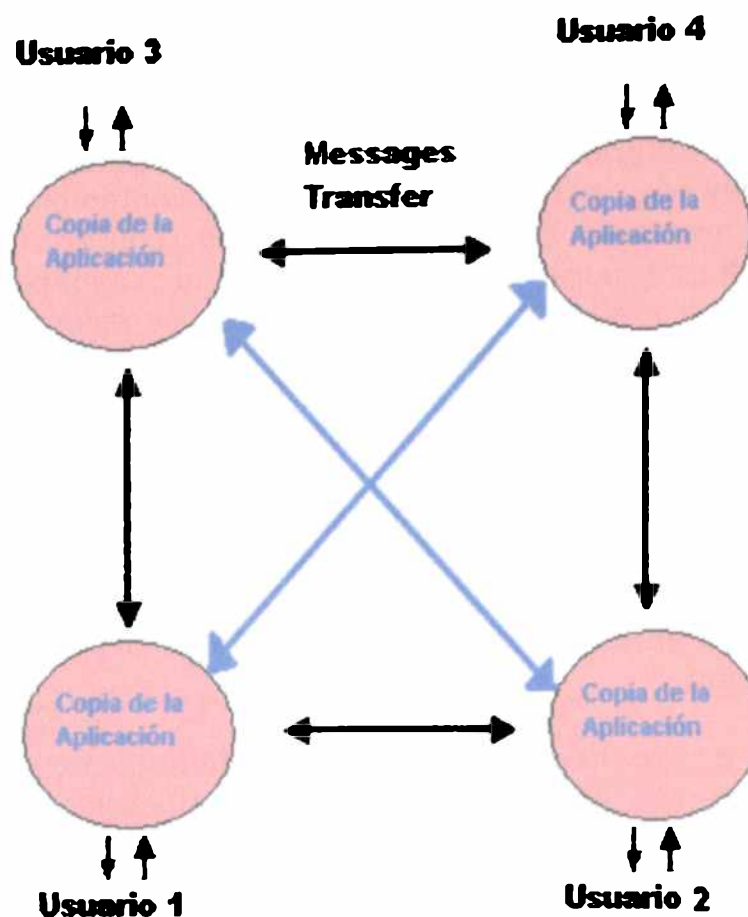 Usuario 3
Usuario 4
Messages
Transfer
Copia de la
Aplicación
Copia de la
Aplicación
Copia de la
Aplicación
Copia de la
Aplicación
Usuario 1
Usuario 2